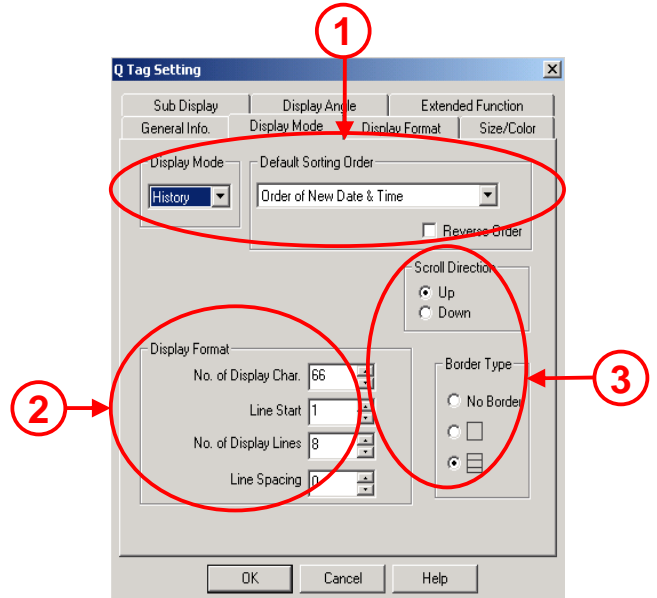 1
Q Tag Setting
Sub Display Display Angle Extended Function
General Info. Display Mode Display Format Size/Color
Display Mode Default Sorting Order
History Order of New Date & Time
Reverse Order
Scroll Direction
Up
Down
Display Format
No. of Display Char. 66
Line Start 1
No. of Display Lines 8
Line Spacing 0
Border Type
No Border
2
3
OK Cancel Help